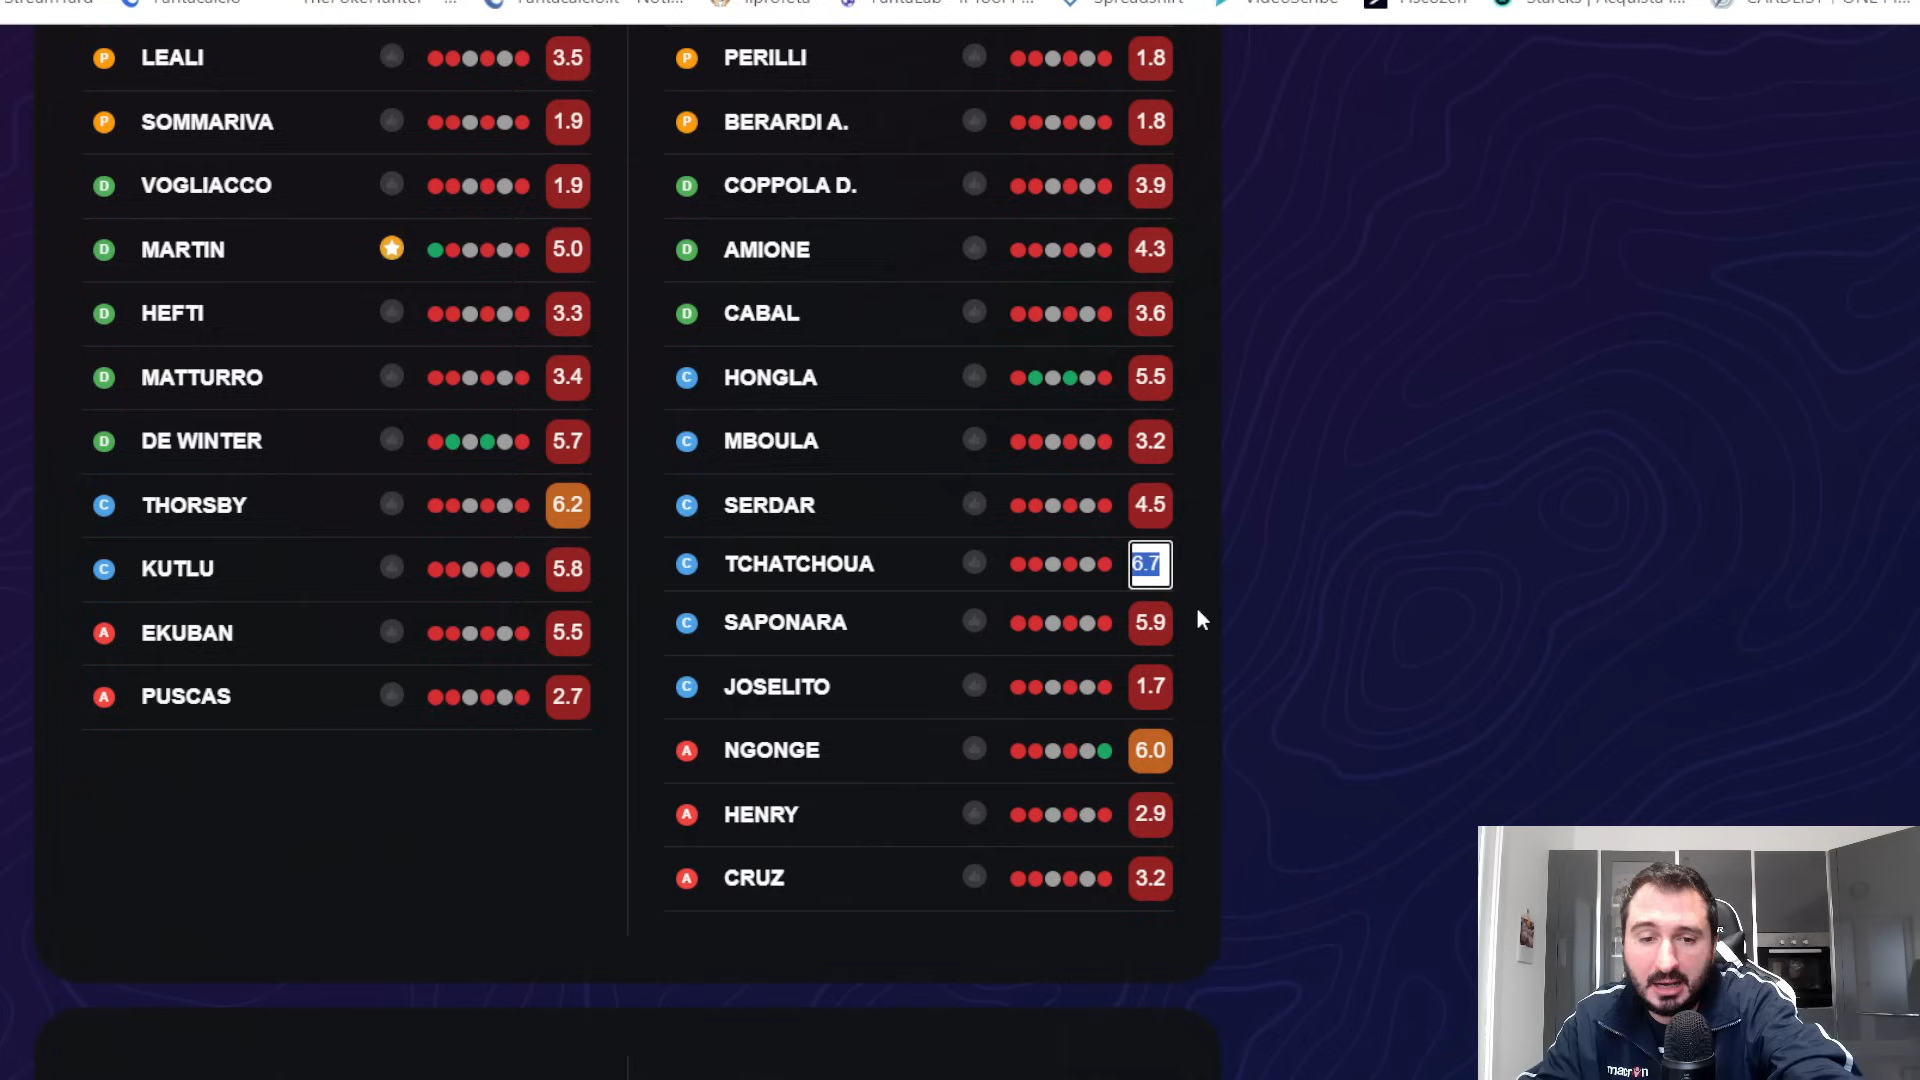 P LEALI 3.5
P SOMMARIVA 1.9
D VOGLIACCO 1.9
D MARTIN 5.0
D HEFTI 3.3
D MATTURRO 3.4
D DE WINTER 5.7
C THORSBY 6.2
C KUTLU 5.8
A EKUBAN 5.5
A PUSCAS 2.7
P PERILLI 1.8
P BERARDI A. 1.8
D COPPOLA D. 3.9
D AMIONE 4.3
D CABAL 3.6
C HONGLA 5.5
C MBOULA 3.2
C SERDAR 4.5
C TCHATCHOUA 6.7
C SAPONARA 5.9
C JOSELITO 1.7
A NGONGE 6.0
A HENRY 2.9
A CRUZ 3.2
macron